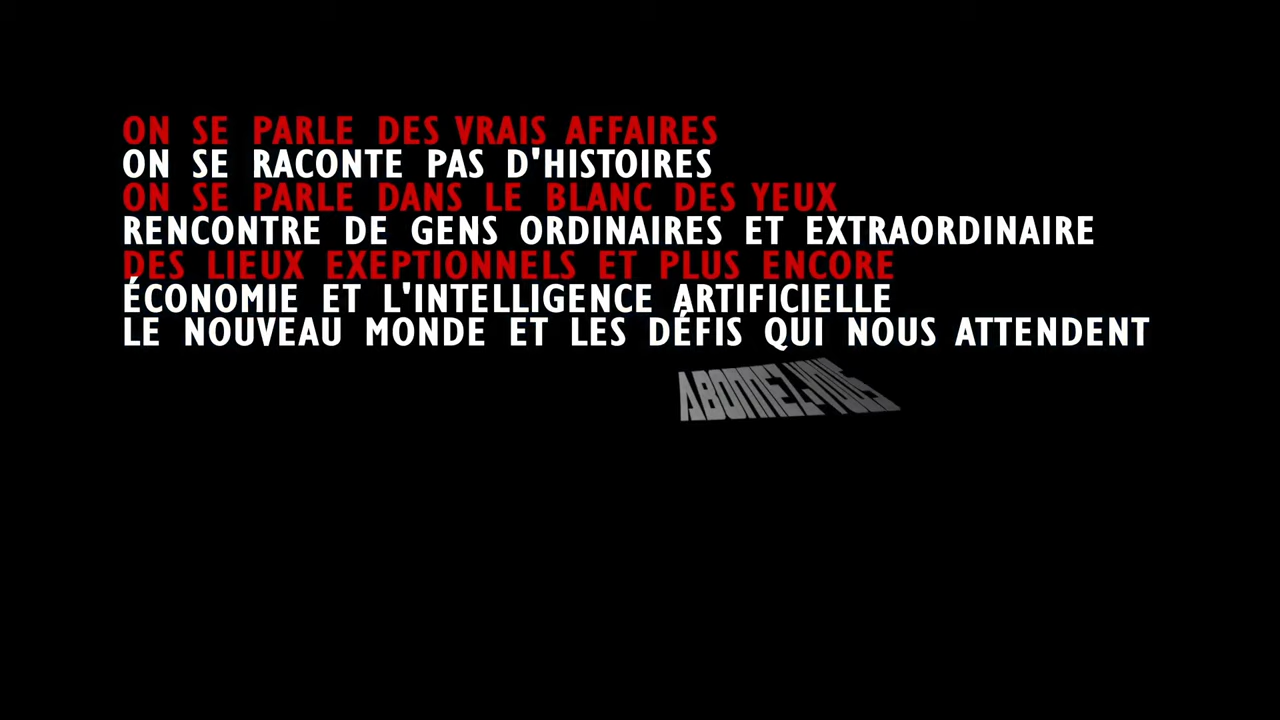 ON SE PARLE DES VRAIS AFFAIRES
ON SE RACONTE PAS D'HISTOIRES
ON SE PARLE DANS LE BLANC DES YEUX
RENCONTRE DE GENS ORDINAIRES ET EXTRAORDINAIRE
DES LIEUX EXEPTIONNELS ET PLUS ENCORE
ÉCONOMIE ET L'INTELLIGENCE ARTIFICIELLE
LE NOUVEAU MONDE ET LES DÉFIS QUI NOUS ATTENDENT
ABONNEZ-VOUS